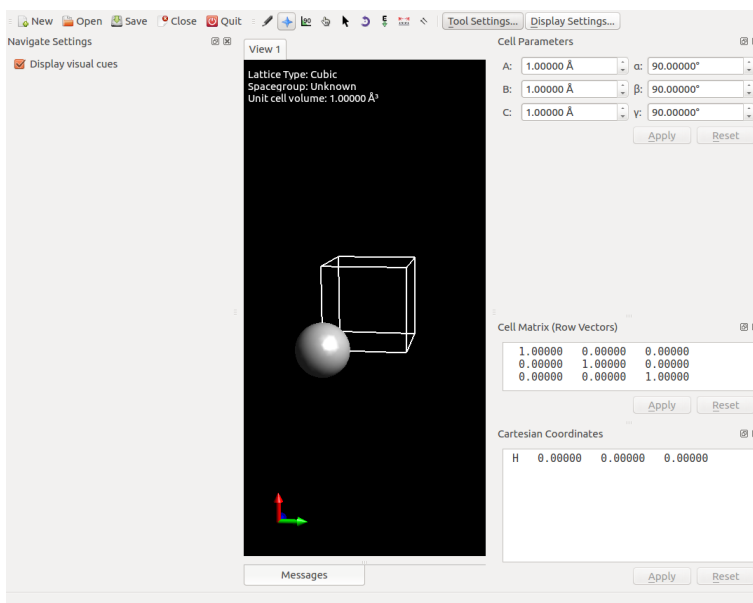 New Open Save Close Quit Tool Settings... Display Settings...
Navigate Settings
Display visual cues
View 1
Lattice Type: Cubic
Spacegroup: Unknown
Unit cell volume: 1.00000 Å³
Messages
Cell Parameters
A: 1.00000 Å α: 90.00000°
B: 1.00000 Å β: 90.00000°
C: 1.00000 Å γ: 90.00000°
Apply Reset
Cell Matrix (Row Vectors)
1.00000 0.00000 0.00000
0.00000 1.00000 0.00000
0.00000 0.00000 1.00000
Apply Reset
Cartesian Coordinates
H 0.00000 0.00000 0.00000
Apply Reset